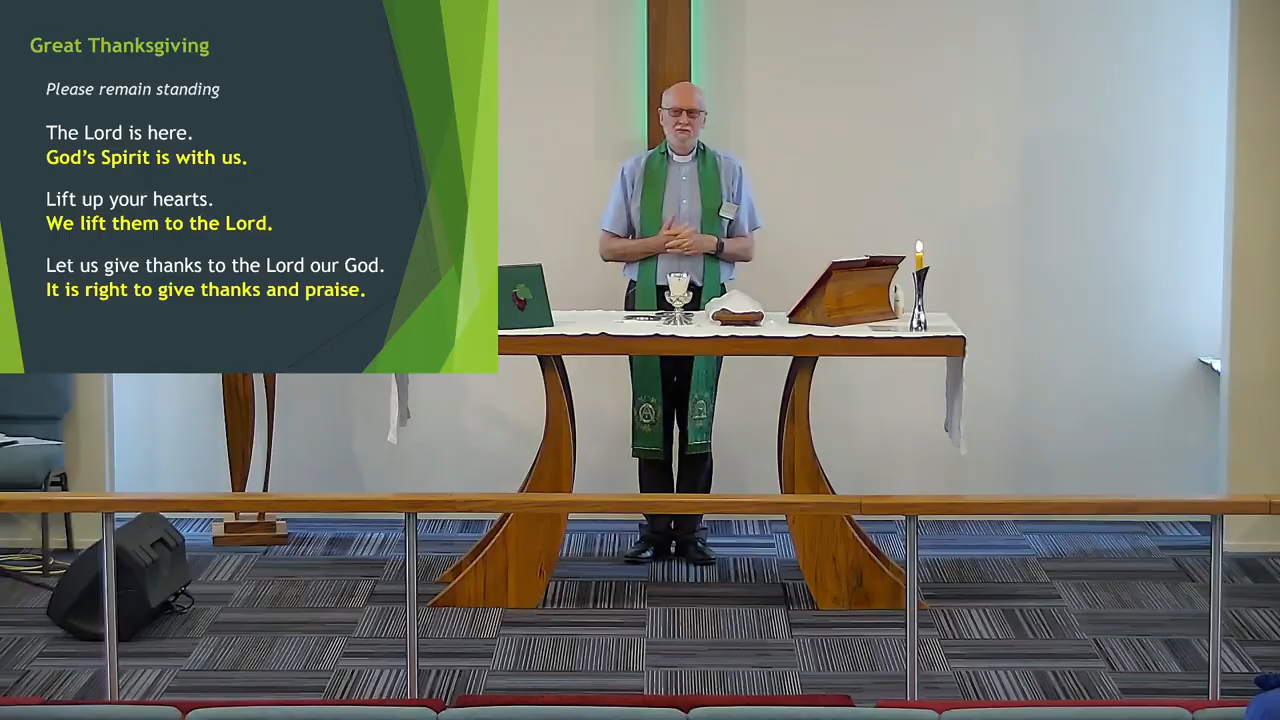 Great Thanksgiving
Please remain standing
The Lord is here.
God's Spirit is with us.
Lift up your hearts.
We lift them to the Lord.
Let us give thanks to the Lord our God.
It is right to give thanks and praise.